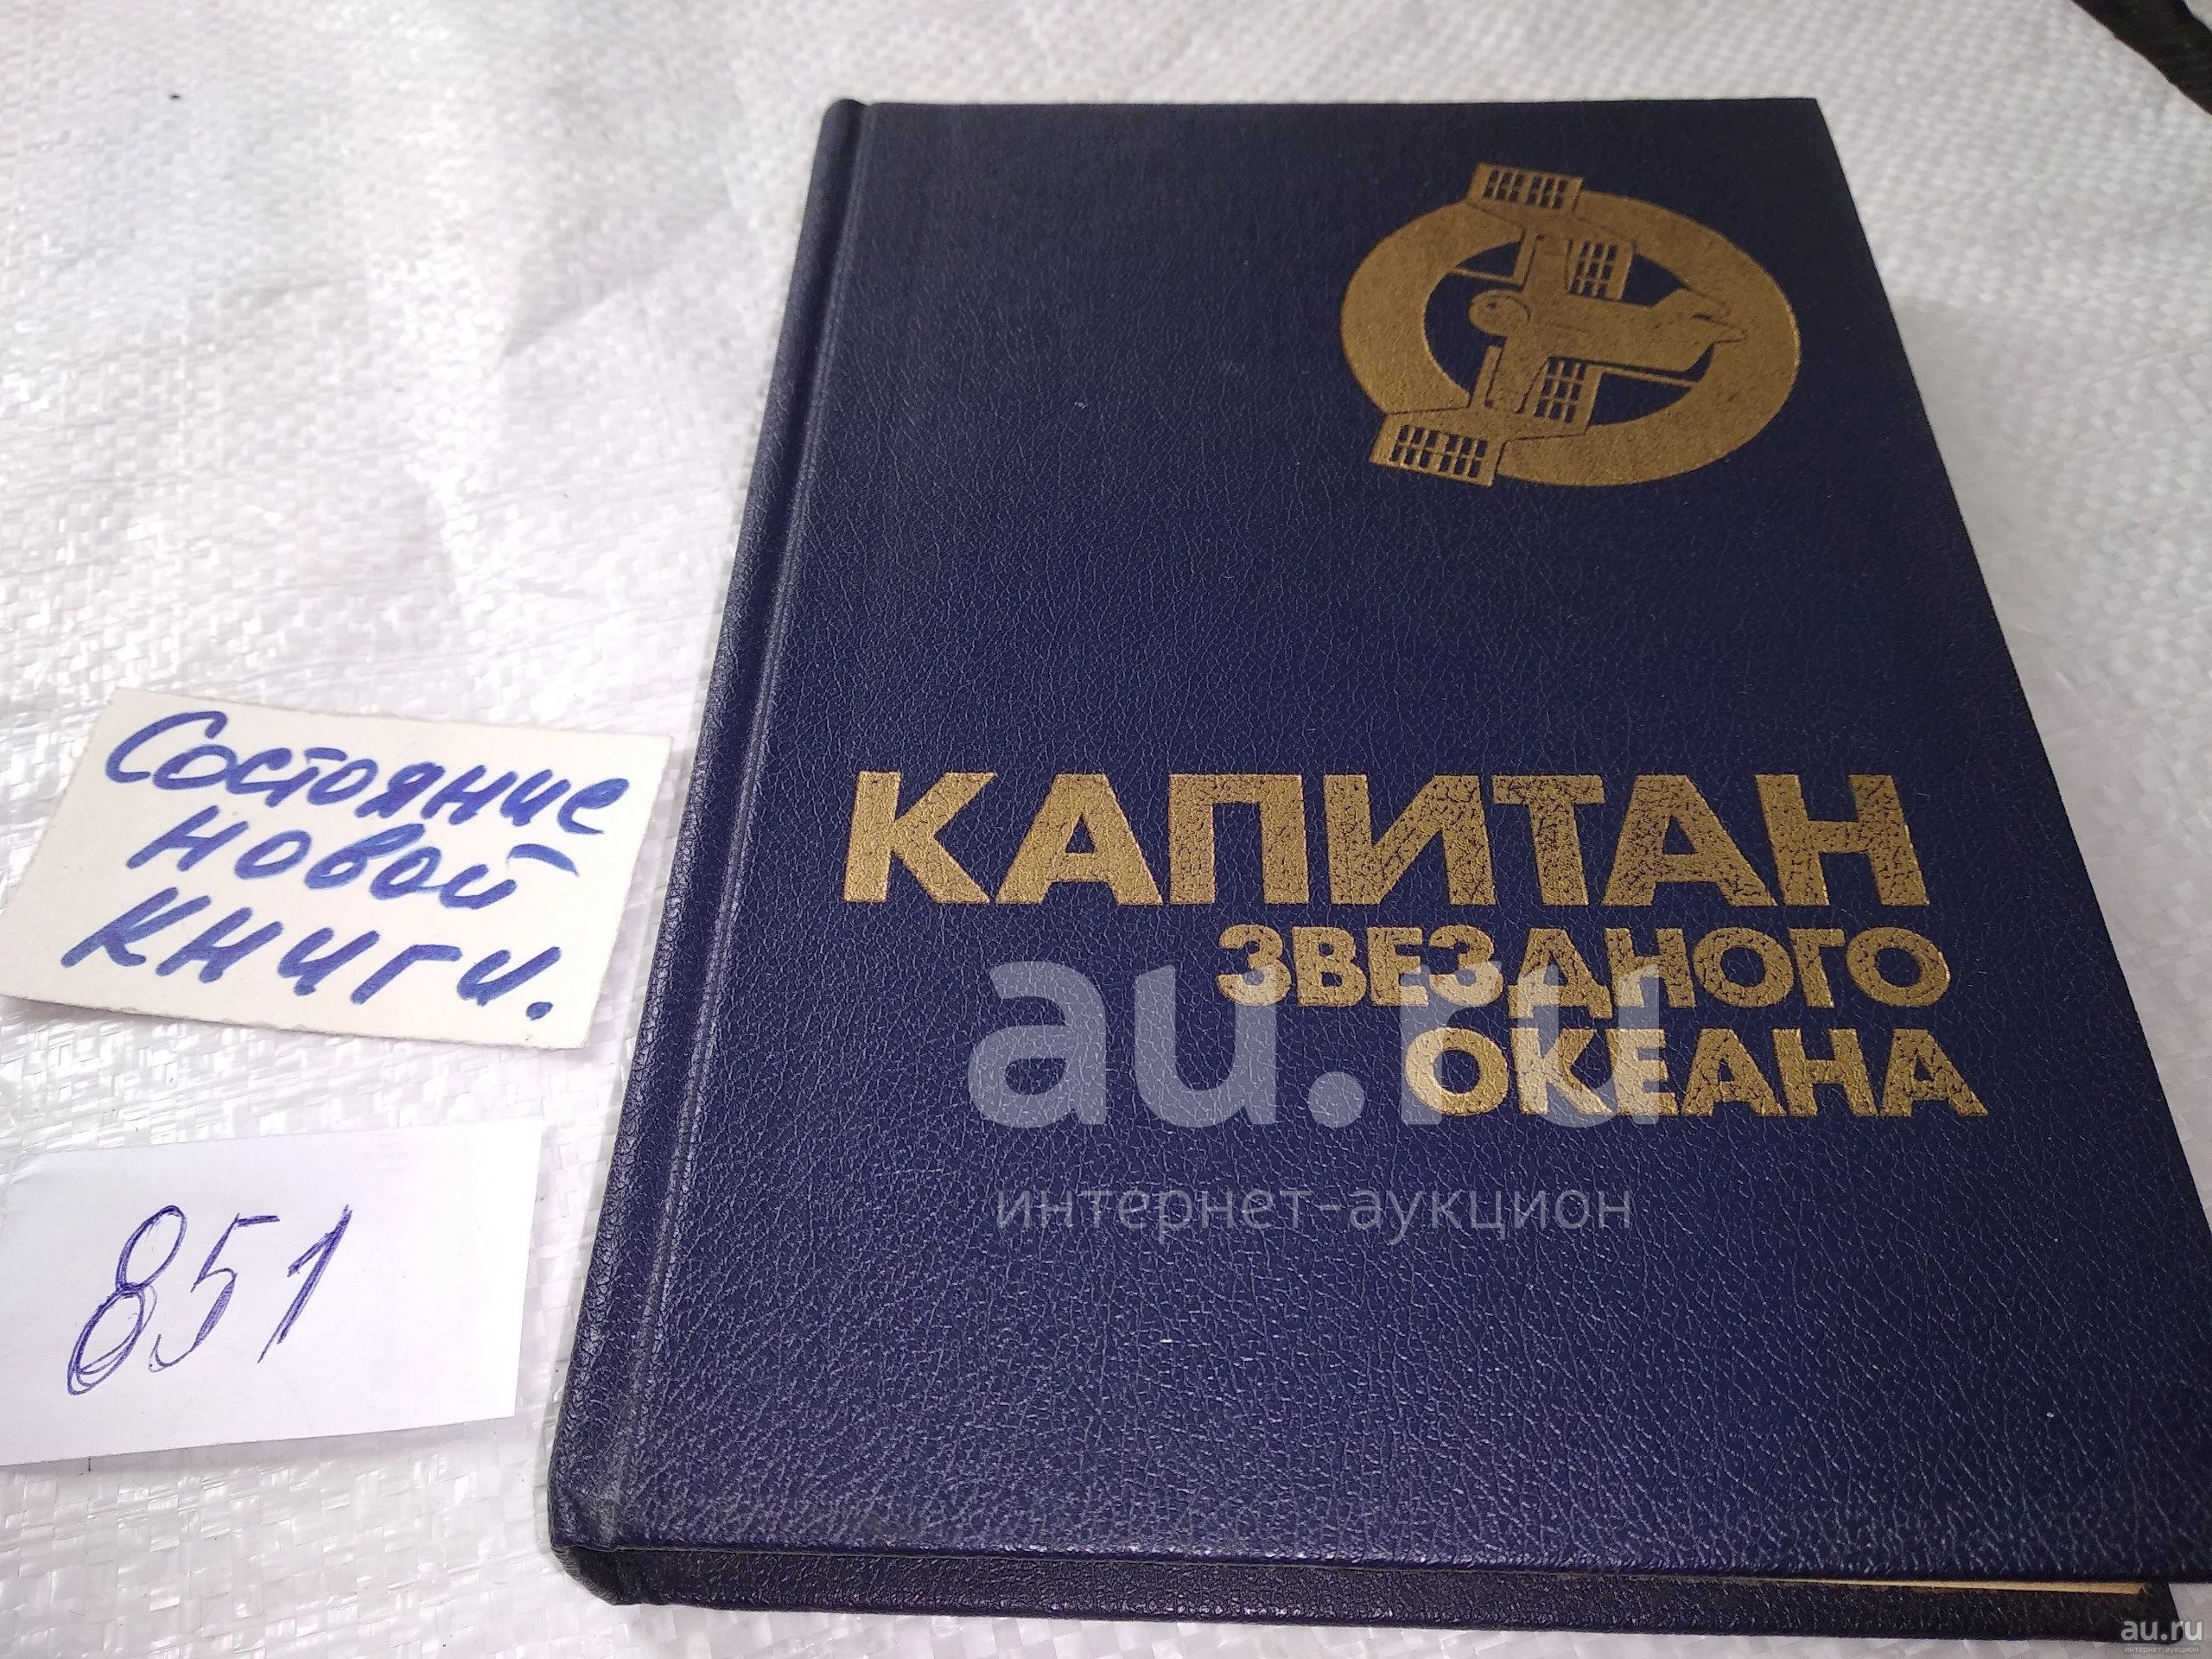 Состояние
новой
книги.
851
КАПИТАН
ЗВЕЗДНОГО
ОКЕАНА
au.ru
интернет-аукцион
au.ru
интернет-аукцион